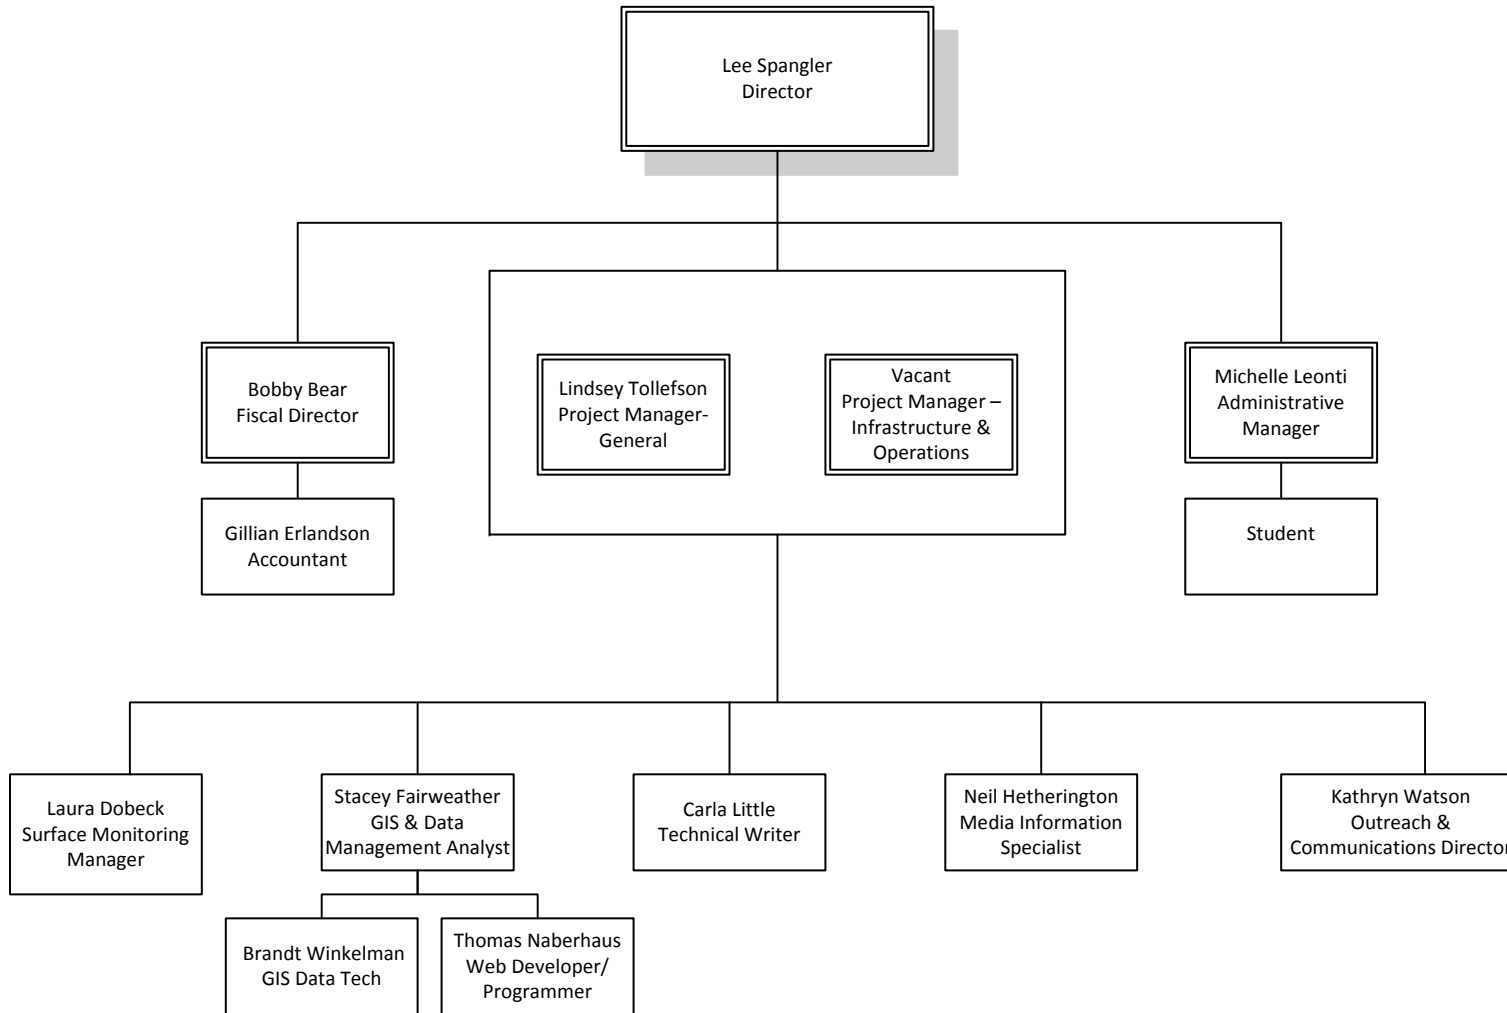 Lee Spangler
Director
Bobby Bear
Fiscal Director
Lindsey Tollefson
Project Manager-
General
Vacant
Project Manager –
Infrastructure &
Operations
Michelle Leonti
Administrative
Manager
Gillian Erlandson
Accountant
Student
Laura Dobeck
Surface Monitoring
Manager
Stacey Fairweather
GIS & Data
Management Analyst
Carla Little
Technical Writer
Neil Hetherington
Media Information
Specialist
Kathryn Watson
Outreach &
Communications Director
Brandt Winkelman
GIS Data Tech
Thomas Naberhaus
Web Developer/
Programmer